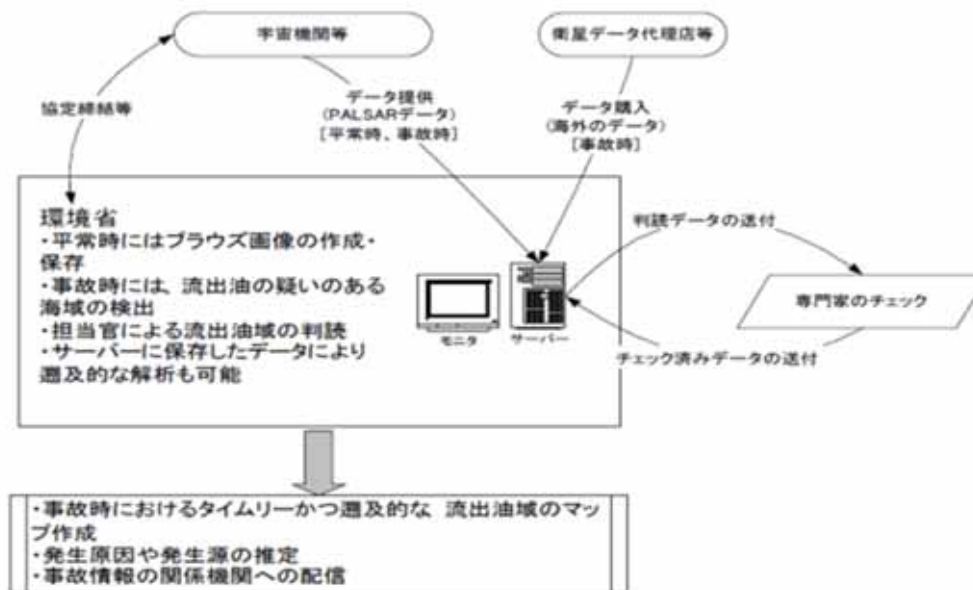 宇宙機関等
衛星データ代理店等
協定締結等
データ提供
(PALSARデータ)
[平常時、事故時]
データ購入
(海外のデータ)
[事故時]
環境省
・平常時にはブラウズ画像の作成・
保存
・事故時には、流出油の疑いのある
海域の検出
・担当官による流出油域の判読
・サーバーに保存したデータにより
遡及的な解析も可能
モニタ
サーバー
判読データの送付
専門家のチェック
チェック済みデータの送付
・事故時におけるタイムリーかつ遡及的な 流出油域のマッ
プ作成
・発生原因や発生源の推定
・事故情報の関係機関への配信